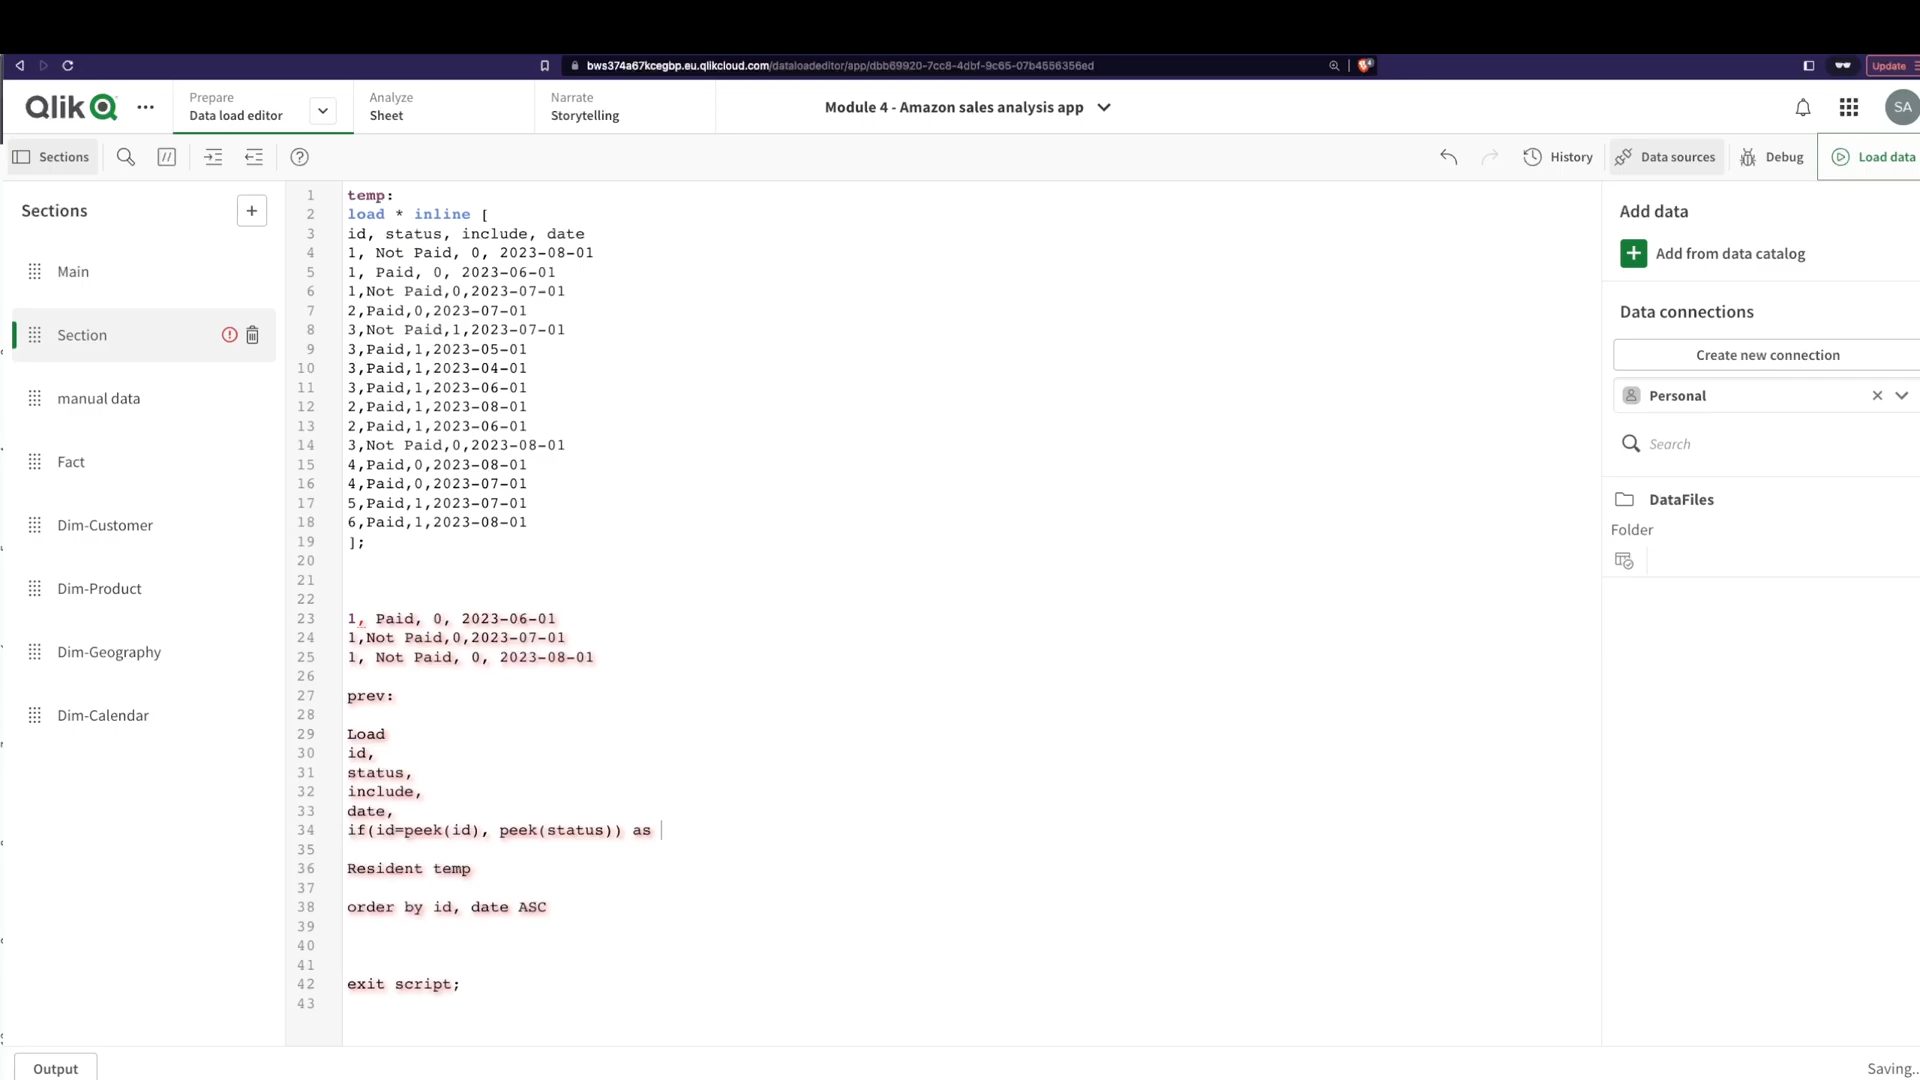 bws374a67kcegbp.eu.qlikcloud.com/dataloadeditor/app/dbb69920-7cc8-4dbf-9c65-07b4556356ed
Update
Qlik
Prepare
Data load editor
Analyze
Sheet
Narrate
Storytelling
Module 4 - Amazon sales analysis app
SA
Sections
//
?
History
Data sources
Debug
Load data
Sections
Main
Section
manual data
Fact
Dim-Customer
Dim-Product
Dim-Geography
Dim-Calendar
1 temp:
2 load * inline [
3 id, status, include, date
4 1, Not Paid, 0, 2023-08-01
5 1, Paid, 0, 2023-06-01
6 1,Not Paid,0,2023-07-01
7 2,Paid,0,2023-07-01
8 3,Not Paid,1,2023-07-01
9 3,Paid,1,2023-05-01
10 3,Paid,1,2023-04-01
11 3,Paid,1,2023-06-01
12 2,Paid,1,2023-08-01
13 2,Paid,1,2023-06-01
14 3,Not Paid,0,2023-08-01
15 4,Paid,0,2023-08-01
16 4,Paid,0,2023-07-01
17 5,Paid,1,2023-07-01
18 6,Paid,1,2023-08-01
19 ];
20
21
22
23 1, Paid, 0, 2023-06-01
24 1,Not Paid,0,2023-07-01
25 1, Not Paid, 0, 2023-08-01
26
27 prev:
28
29 Load
30 id,
31 status,
32 include,
33 date,
34 if(id=peek(id), peek(status)) as
35
36 Resident temp
37
38 order by id, date ASC
39
40
41
42 exit script;
43
Add data
Add from data catalog
Data connections
Create new connection
Personal
Search
DataFiles
Folder
Output
Saving..